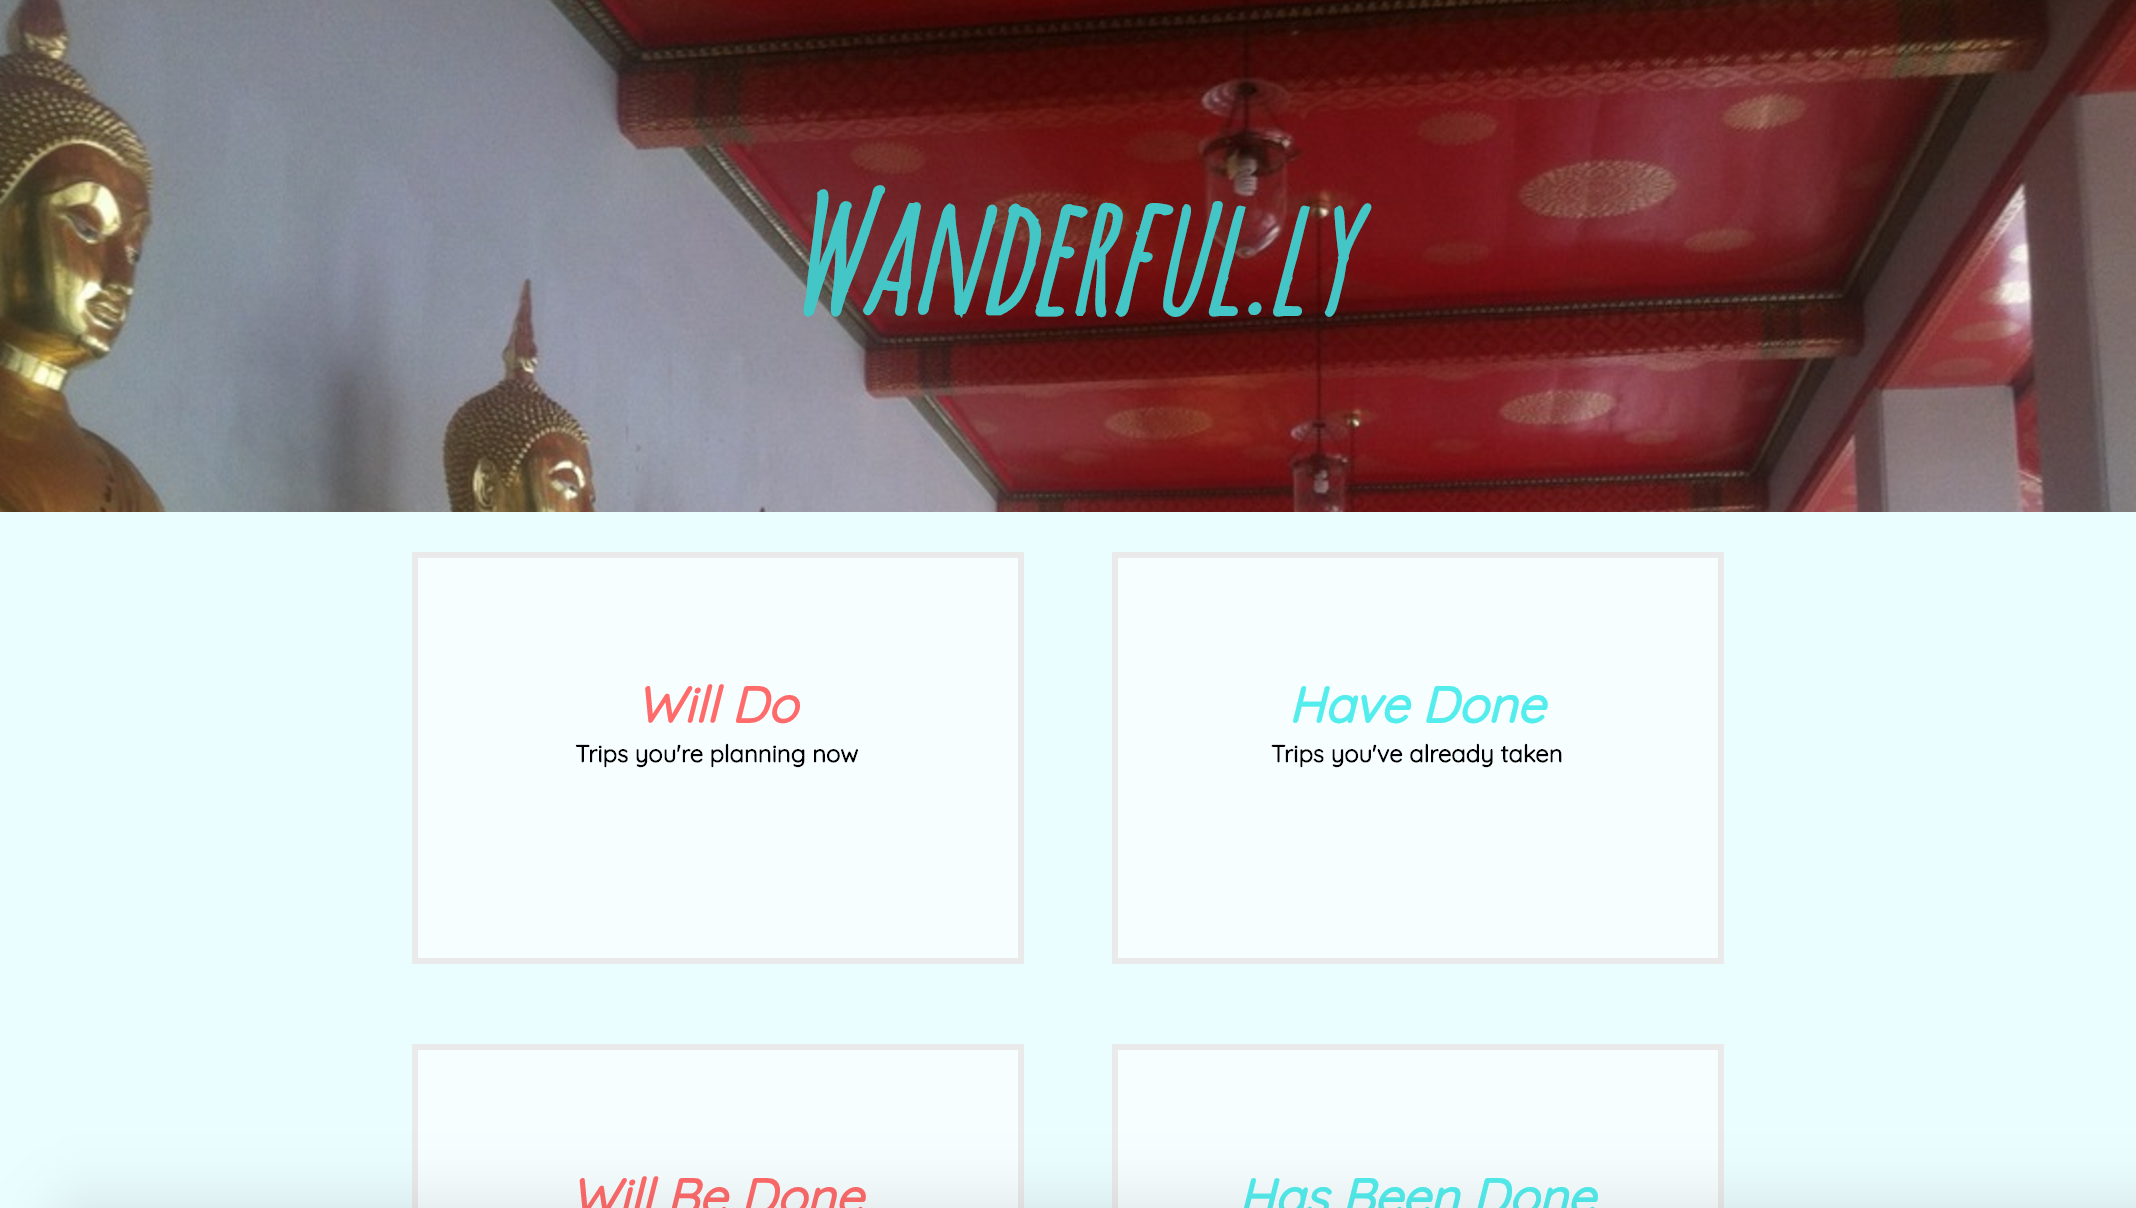 Wanderful.ly
Will Do
Have Done
Trips you're planning now
Trips you've already taken
Will Be Done
Has Been Done